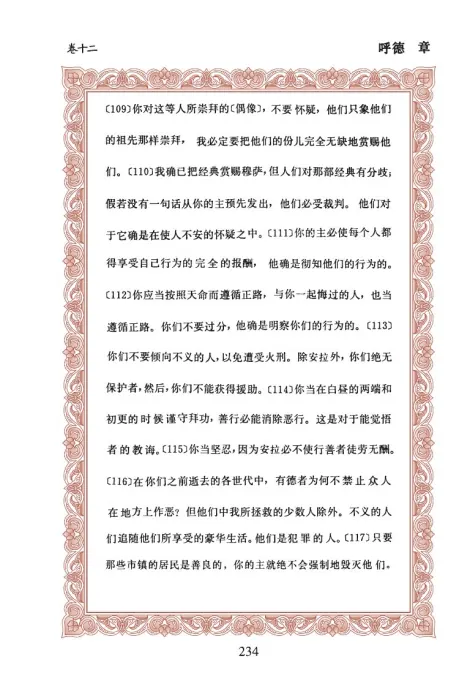 卷十二
呼德 章
〔109〕你对这等人所崇拜的〔偶像〕，不要怀疑，他们只象他们
的祖先那样崇拜， 我必定要把他们的份儿完全无缺地赏赐他
们。〔110〕我确已把经典赏赐穆萨，但人们对那部经典有分歧；
假若没有一句话从你的主预先发出，他们必受裁判。 他们对
于它确是在使人不安的怀疑之中。〔111〕你的主必使每个人都
得享受自己行为的完全的报酬， 他确是彻知他们的行为的。
〔112〕你应当按照天命而遵循正路，与你一起悔过的人，也当
遵循正路。你们不要过分，他确是明察你们的行为的。〔113〕
你们不要倾向不义的人，以免遭受火刑。除安拉外，你们绝无
保护者，然后，你们不能获得援助。〔114〕你当在白昼的两端和
初更的时候谨守拜功，善行必能消除恶行。这是对于能觉悟
者的教诲。〔115〕你当坚忍，因为安拉必不使行善者徒劳无酬。
〔116〕在你们之前逝去的各世代中，有德者为何不禁止众人
在地方上作恶？但他们中我所拯救的少数人除外。不义的人
们追随他们所享受的豪华生活。他们是犯罪的人。〔117〕只要
那些市镇的居民是善良的，你的主就绝不会强制地毁灭他们。
234